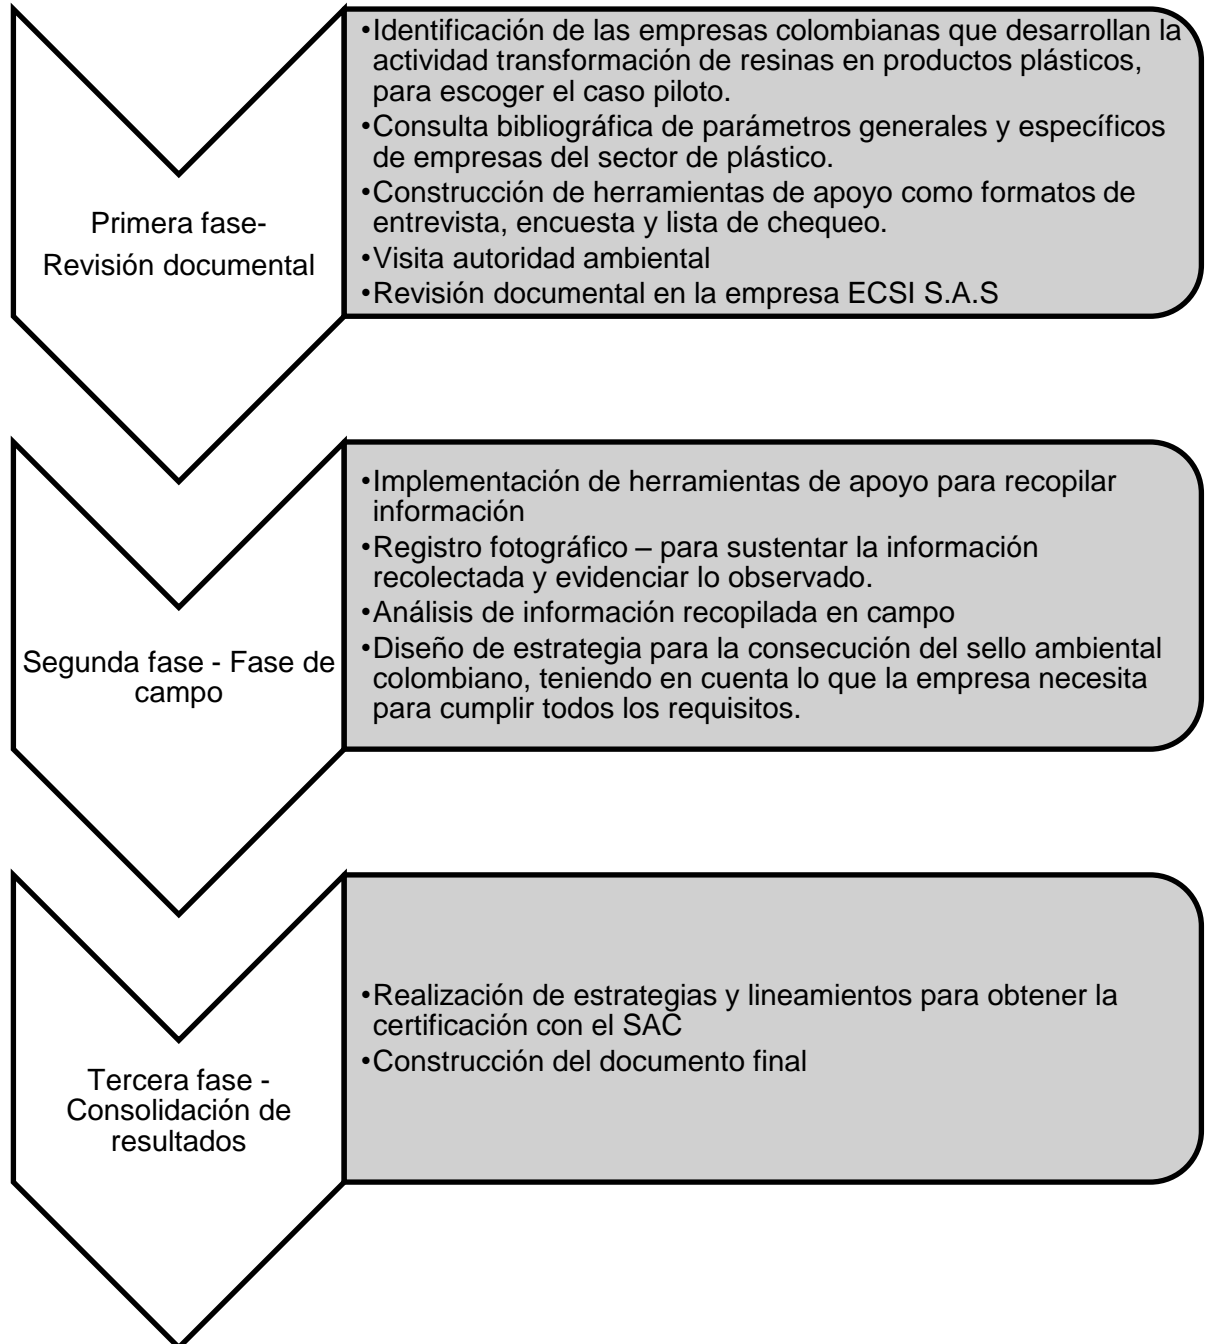 Primera fase-
Revisión documental
•Identificación de las empresas colombianas que desarrollan la
actividad transformación de resinas en productos plásticos,
para escoger el caso piloto.
•Consulta bibliográfica de parámetros generales y específicos
de empresas del sector de plástico.
•Construcción de herramientas de apoyo como formatos de
entrevista, encuesta y lista de chequeo.
•Visita autoridad ambiental
•Revisión documental en la empresa ECSI S.A.S
Segunda fase - Fase de
campo
•Implementación de herramientas de apoyo para recopilar
información
•Registro fotográfico – para sustentar la información
recolectada y evidenciar lo observado.
•Análisis de información recopilada en campo
•Diseño de estrategia para la consecución del sello ambiental
colombiano, teniendo en cuenta lo que la empresa necesita
para cumplir todos los requisitos.
Tercera fase -
Consolidación de
resultados
•Realización de estrategias y lineamientos para obtener la
certificación con el SAC
•Construcción del documento final